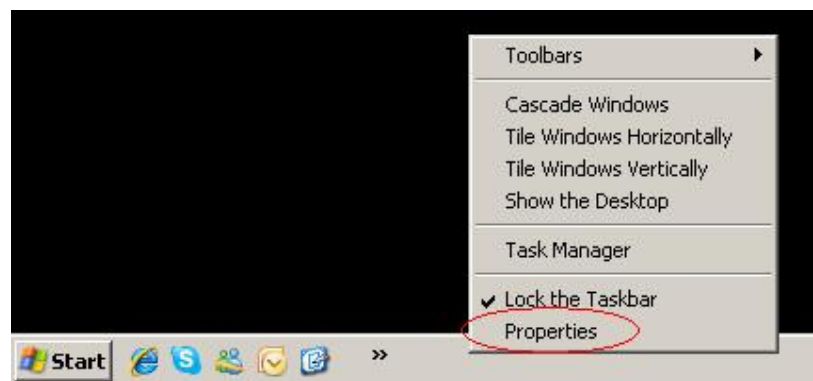 Toolbars
Cascade Windows
Tile Windows Horizontally
Tile Windows Vertically
Show the Desktop
Task Manager
Lock the Taskbar
Properties
Start